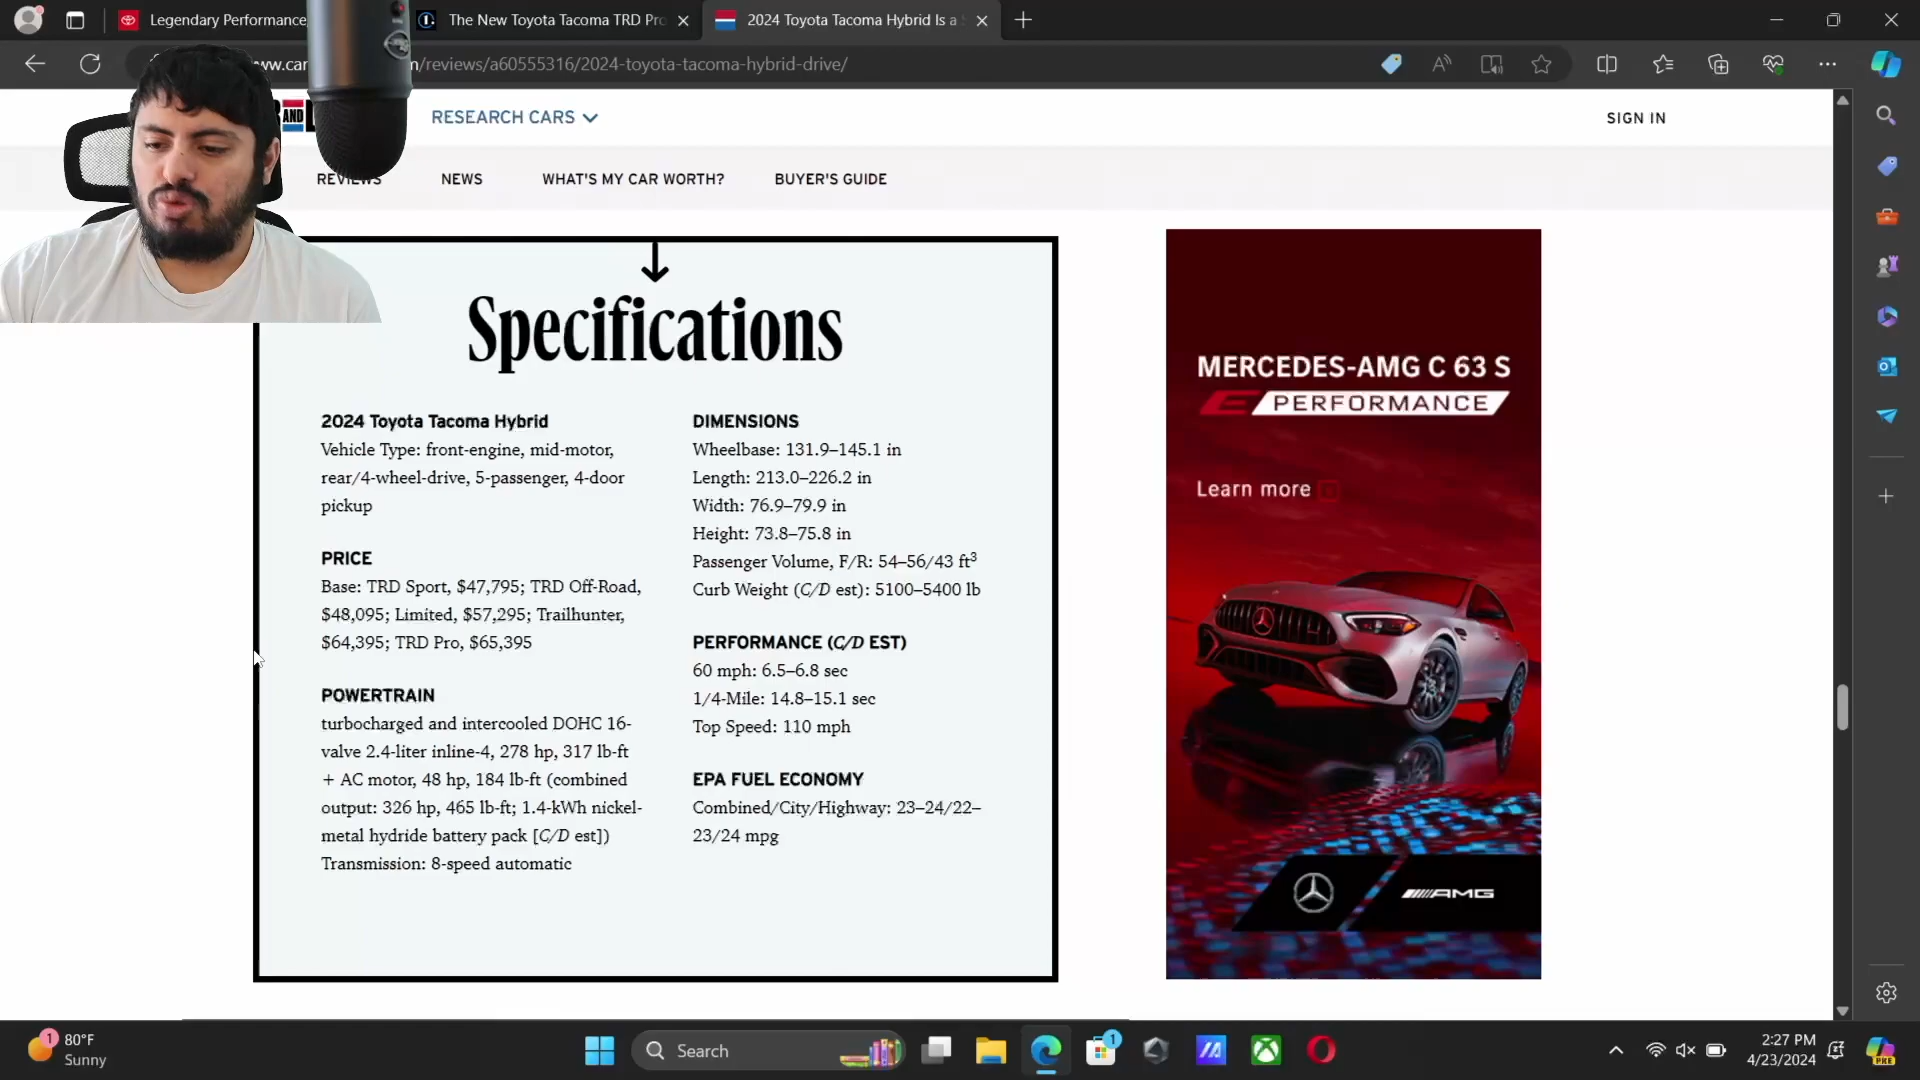 Legendary Performance
The New Toyota Tacoma TRD Pro
2024 Toyota Tacoma Hybrid Is a
/reviews/a60555316/2024-toyota-tacoma-hybrid-drive/
AND
RESEARCH CARS
SIGN IN
REVIEWS
NEWS
WHAT'S MY CAR WORTH?
BUYER'S GUIDE
Specifications
2024 Toyota Tacoma Hybrid
Vehicle Type: front-engine, mid-motor,
rear/4-wheel-drive, 5-passenger, 4-door
pickup
PRICE
Base: TRD Sport, $47,795; TRD Off-Road,
$48,095; Limited, $57,295; Trailhunter,
$64,395; TRD Pro, $65,395
POWERTRAIN
turbocharged and intercooled DOHC 16-
valve 2.4-liter inline-4, 278 hp, 317 lb-ft
+ AC motor, 48 hp, 184 lb-ft (combined
output: 326 hp, 465 lb-ft; 1.4-kWh nickel-
metal hydride battery pack [C/D est])
Transmission: 8-speed automatic
DIMENSIONS
Wheelbase: 131.9–145.1 in
Length: 213.0–226.2 in
Width: 76.9–79.9 in
Height: 73.8–75.8 in
Passenger Volume, F/R: 54–56/43 ft³
Curb Weight (C/D est): 5100–5400 lb
PERFORMANCE (C/D EST)
60 mph: 6.5–6.8 sec
1/4-Mile: 14.8–15.1 sec
Top Speed: 110 mph
EPA FUEL ECONOMY
Combined/City/Highway: 23–24/22–
23/24 mpg
MERCEDES-AMG C 63 S
E PERFORMANCE
Learn more
AMG
1
80°F
Sunny
Search
1
2:27 PM
4/23/2024
PRE